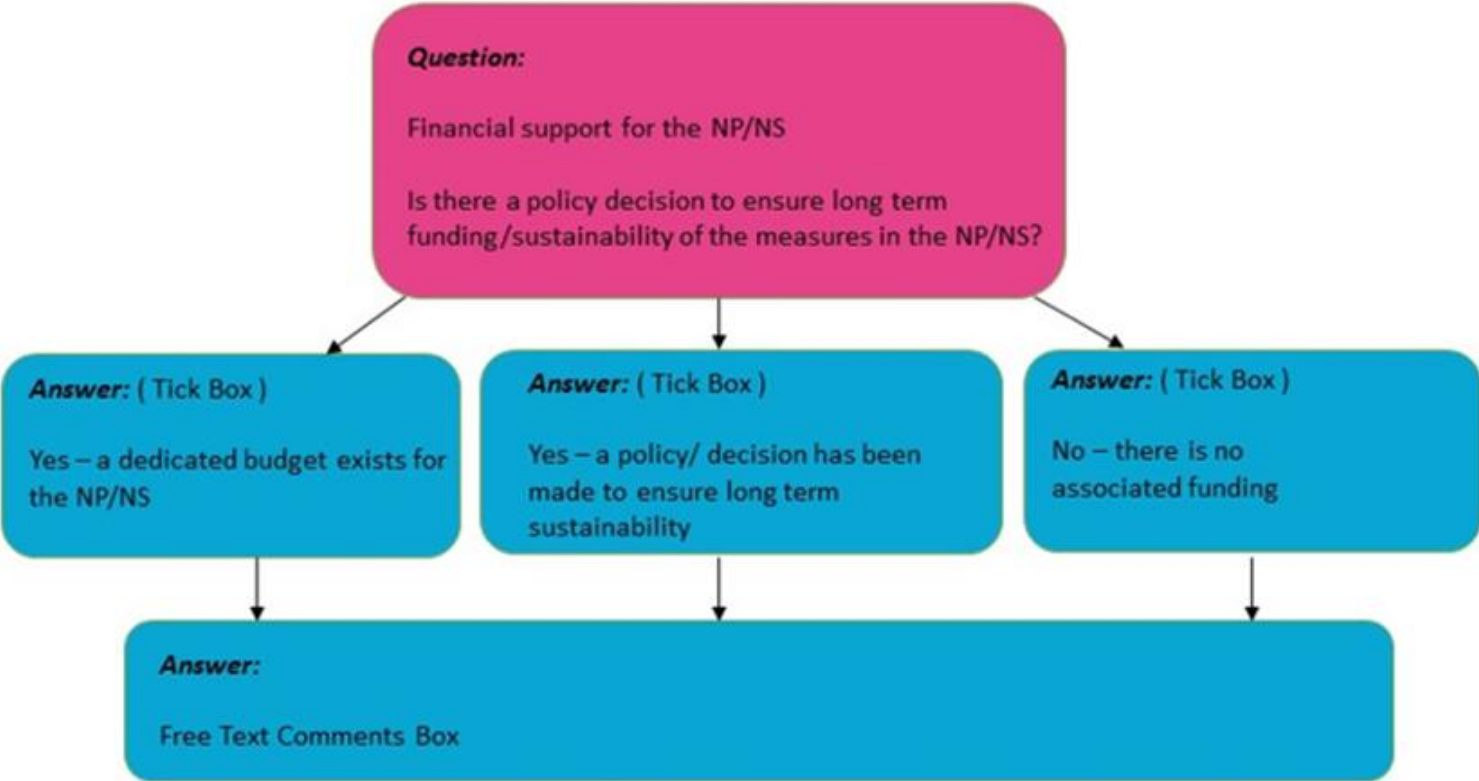 Question:
Financial support for the NP/NS
Is there a policy decision to ensure long term
funding/sustainability of the measures in the NP/NS?
Answer: ( Tick Box )
Yes – a dedicated budget exists for
the NP/NS
Answer: ( Tick Box )
Yes – a policy/ decision has been
made to ensure long term
sustainability
Answer: ( Tick Box )
No – there is no
associated funding
Answer:
Free Text Comments Box